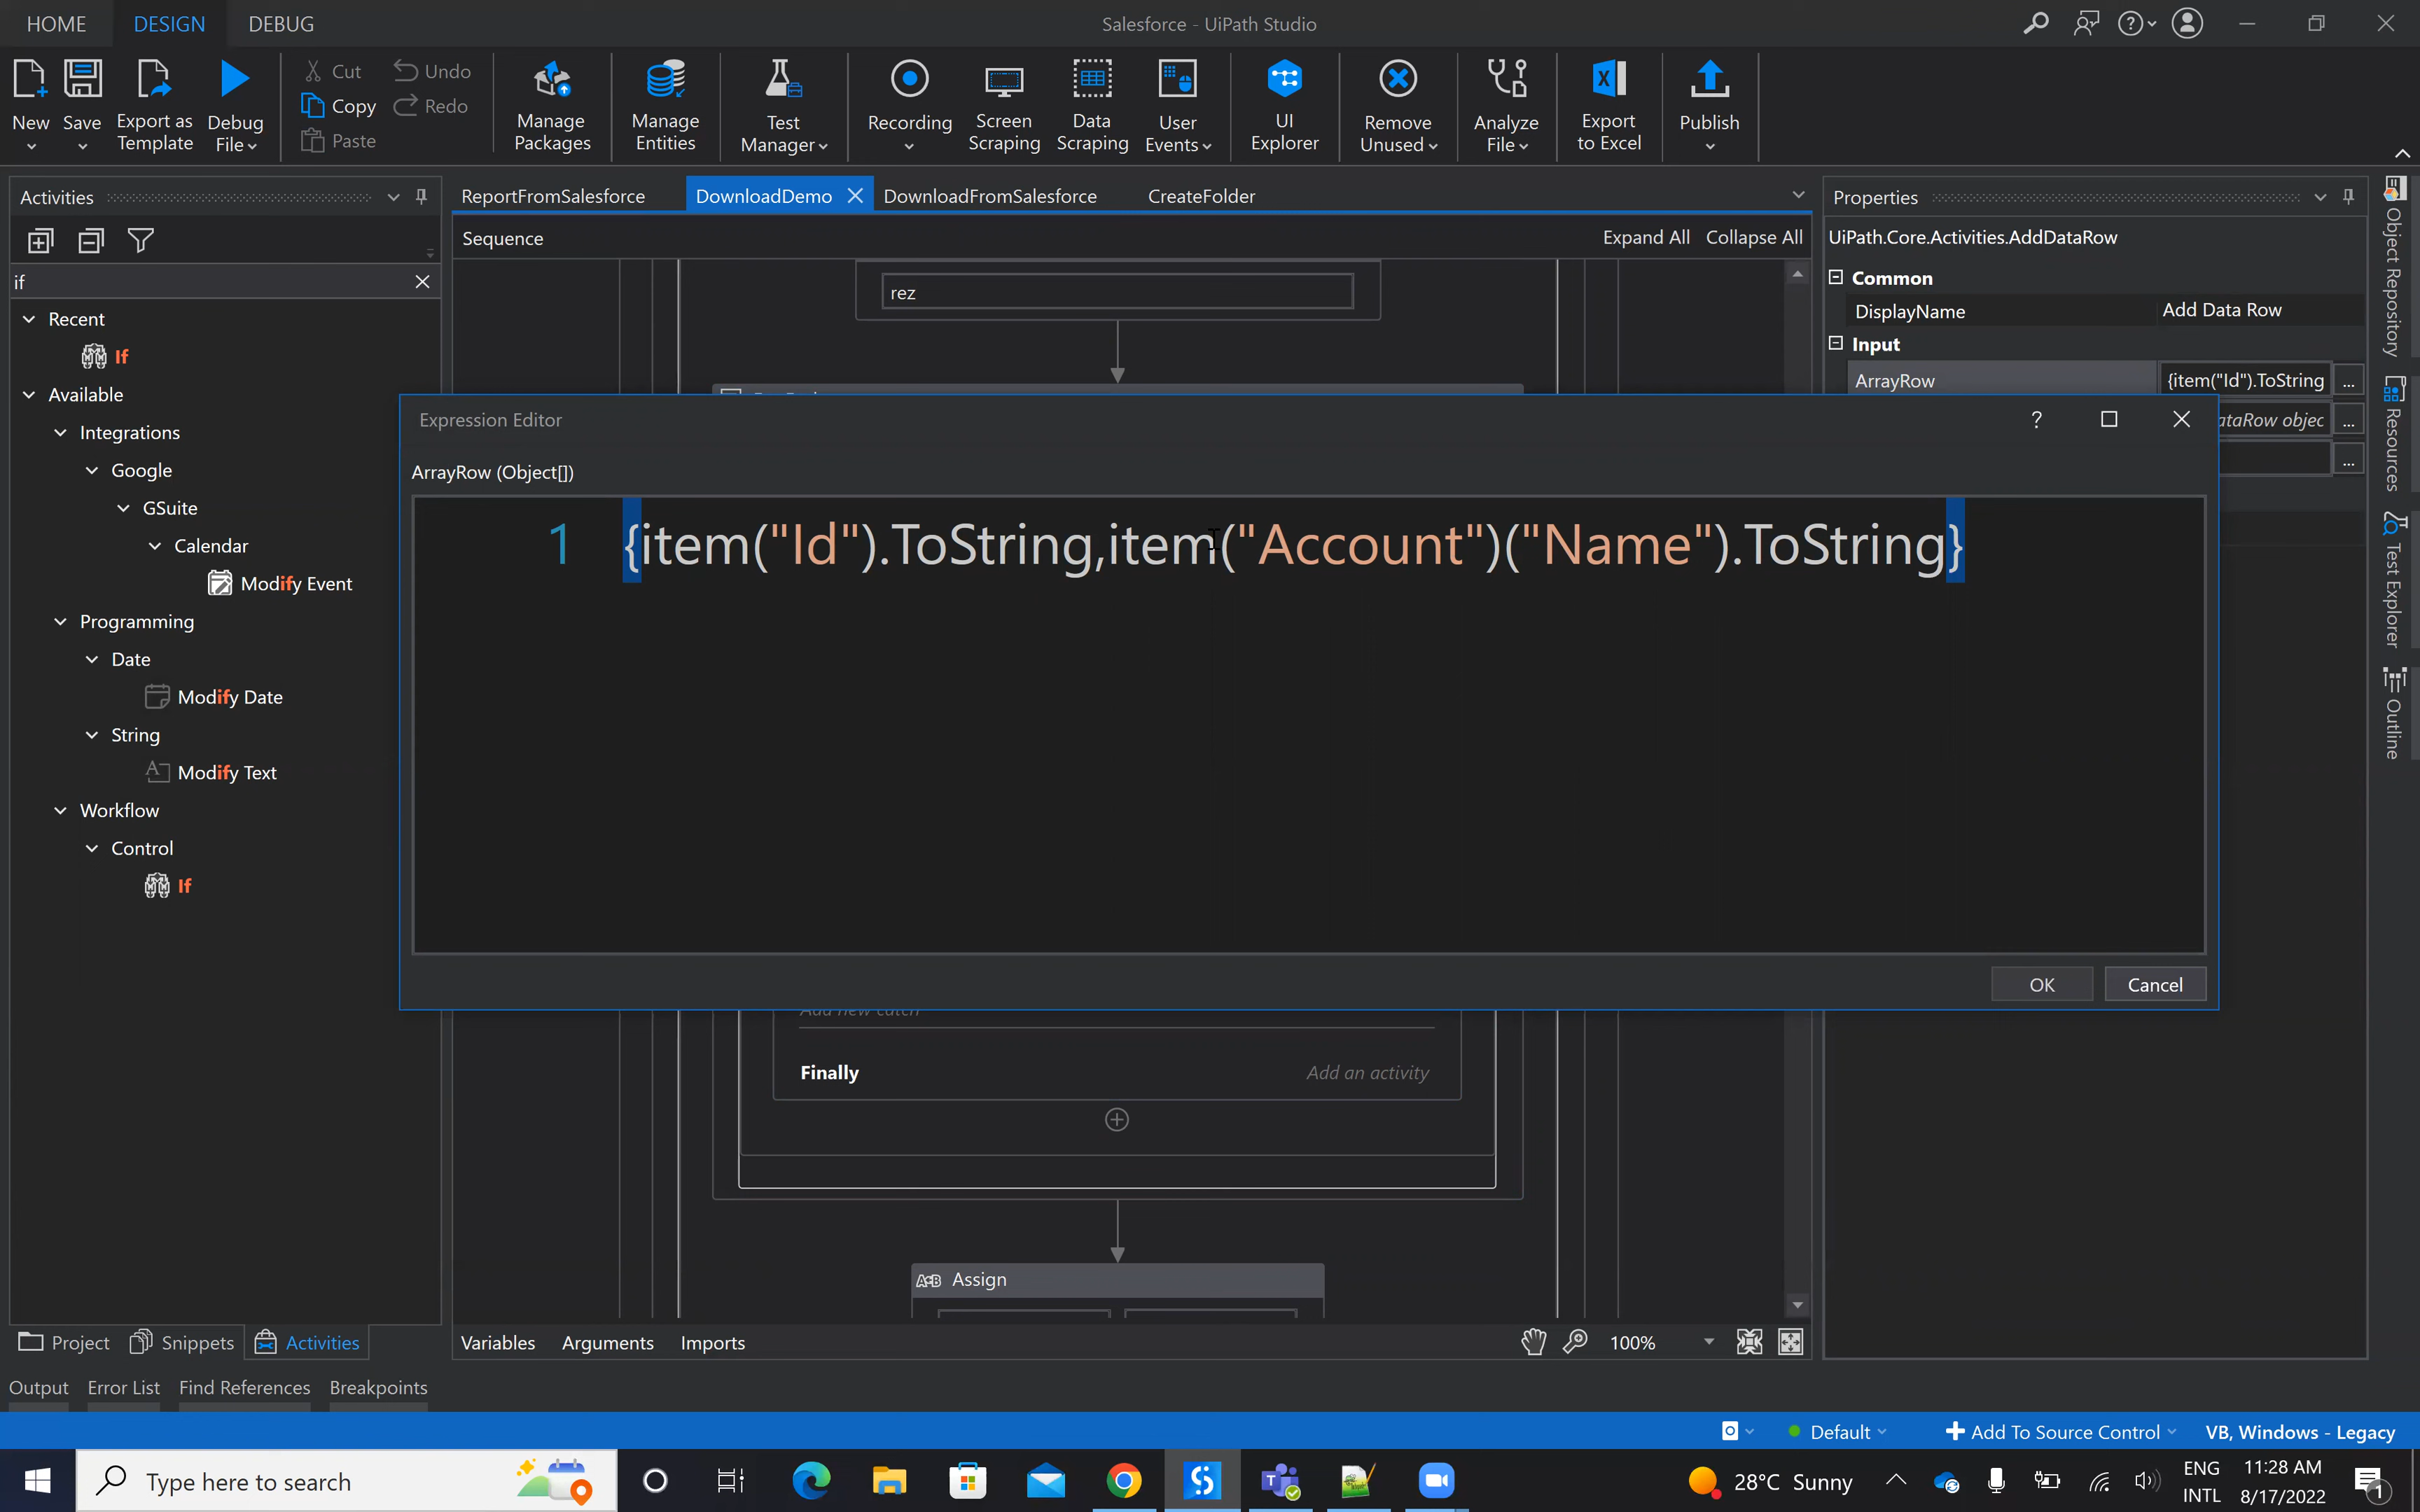 HOME DESIGN DEBUG
Salesforce - UiPath Studio
New
Save
Export as
Template
Debug
File
Cut
Copy
Paste
Undo
Redo
Manage
Packages
Manage
Entities
Test
Manager
Recording
Screen
Scraping
Data
Scraping
User
Events
UI
Explorer
Remove
Unused
Analyze
File
Export
to Excel
Publish
Activities
if
Recent
If
Available
Integrations
Google
GSuite
Calendar
Modify Event
Programming
Date
Modify Date
String
Modify Text
Workflow
Control
If
Project Snippets Activities
Output Error List Find References Breakpoints
ReportFromSalesforce DownloadDemo DownloadFromSalesforce CreateFolder
Sequence
Expand All Collapse All
rez
Expression Editor
?
ArrayRow (Object[])
1 {item("Id").ToString,item("Account")("Name").ToString}
OK Cancel
Add new catch
Finally
Add an activity
Assign
A B
Variables Arguments Imports
100%
Properties
UiPath.Core.Activities.AddDataRow
Common
DisplayName Add Data Row
Input
ArrayRow {item("Id").ToString ...
ataRow objec ...
...
Object Repository
Resources
Test Explorer
Outline
Default
Add To Source Control
VB, Windows - Legacy
Type here to search
28°C Sunny
ENG
INTL
11:28 AM
8/17/2022
1